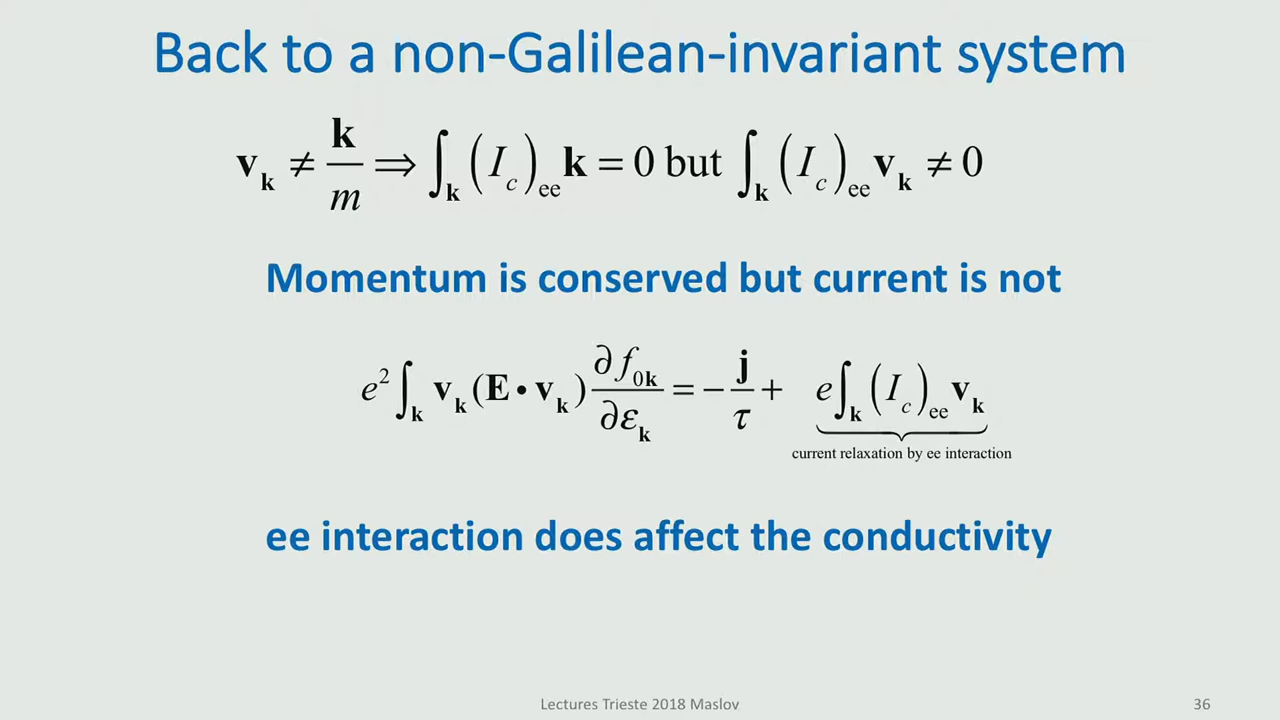 Back to a non-Galilean-invariant system
v_k ≠ k/m ⇒ ∫_k (I_c)_ee k = 0 but ∫_k (I_c)_ee v_k ≠ 0
Momentum is conserved but current is not
e² ∫_k v_k (E • v_k) ∂f_0k/∂ε_k = − j/τ + e∫_k (I_c)_ee v_k
current relaxation by ee interaction
ee interaction does affect the conductivity
Lectures Trieste 2018 Maslov
36